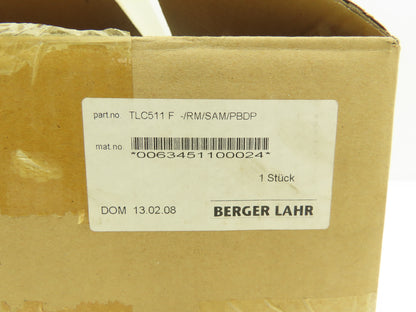 part.no. TLC511 F -/RM/SAM/PBDP
mat.no.
*0063451100024*
1 Stück
DOM 13.02.08 BERGER LAHR